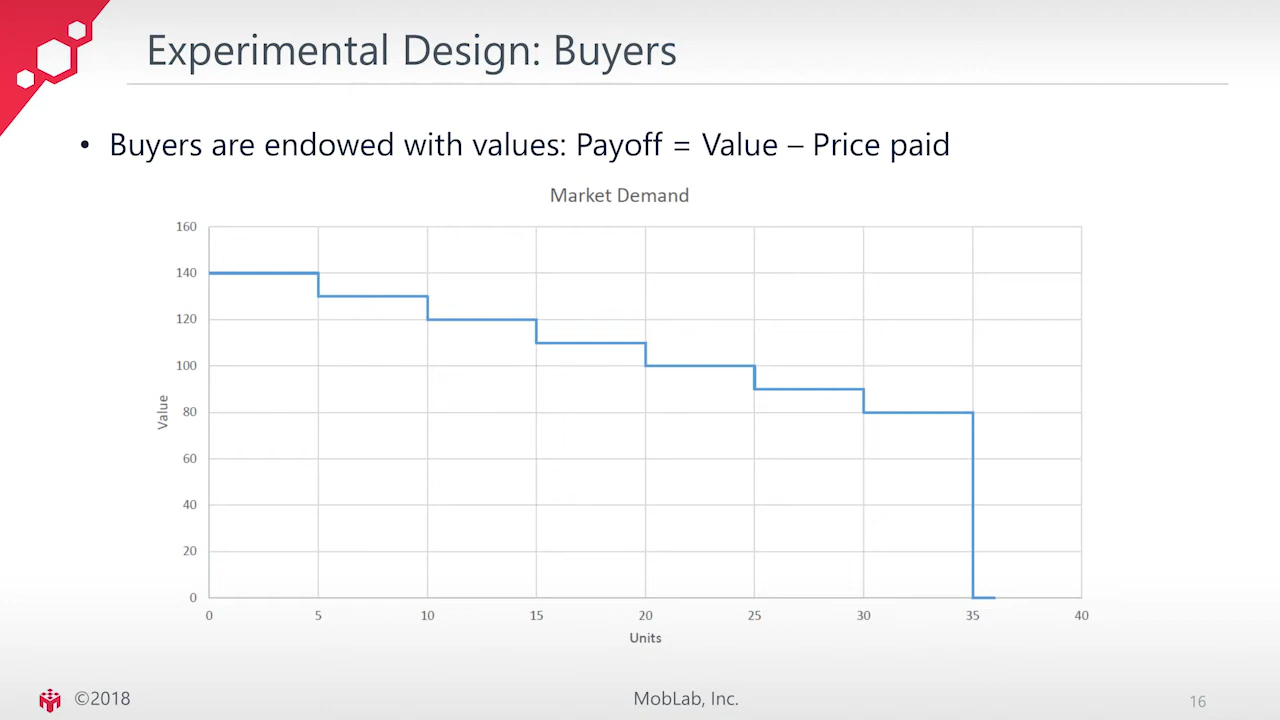 Experimental Design: Buyers
• Buyers are endowed with values: Payoff = Value – Price paid
Market Demand
160
140
120
100
80
60
40
20
0
Value
0 5 10 15 20 25 30 35 40
Units
©2018 MobLab, Inc. 16